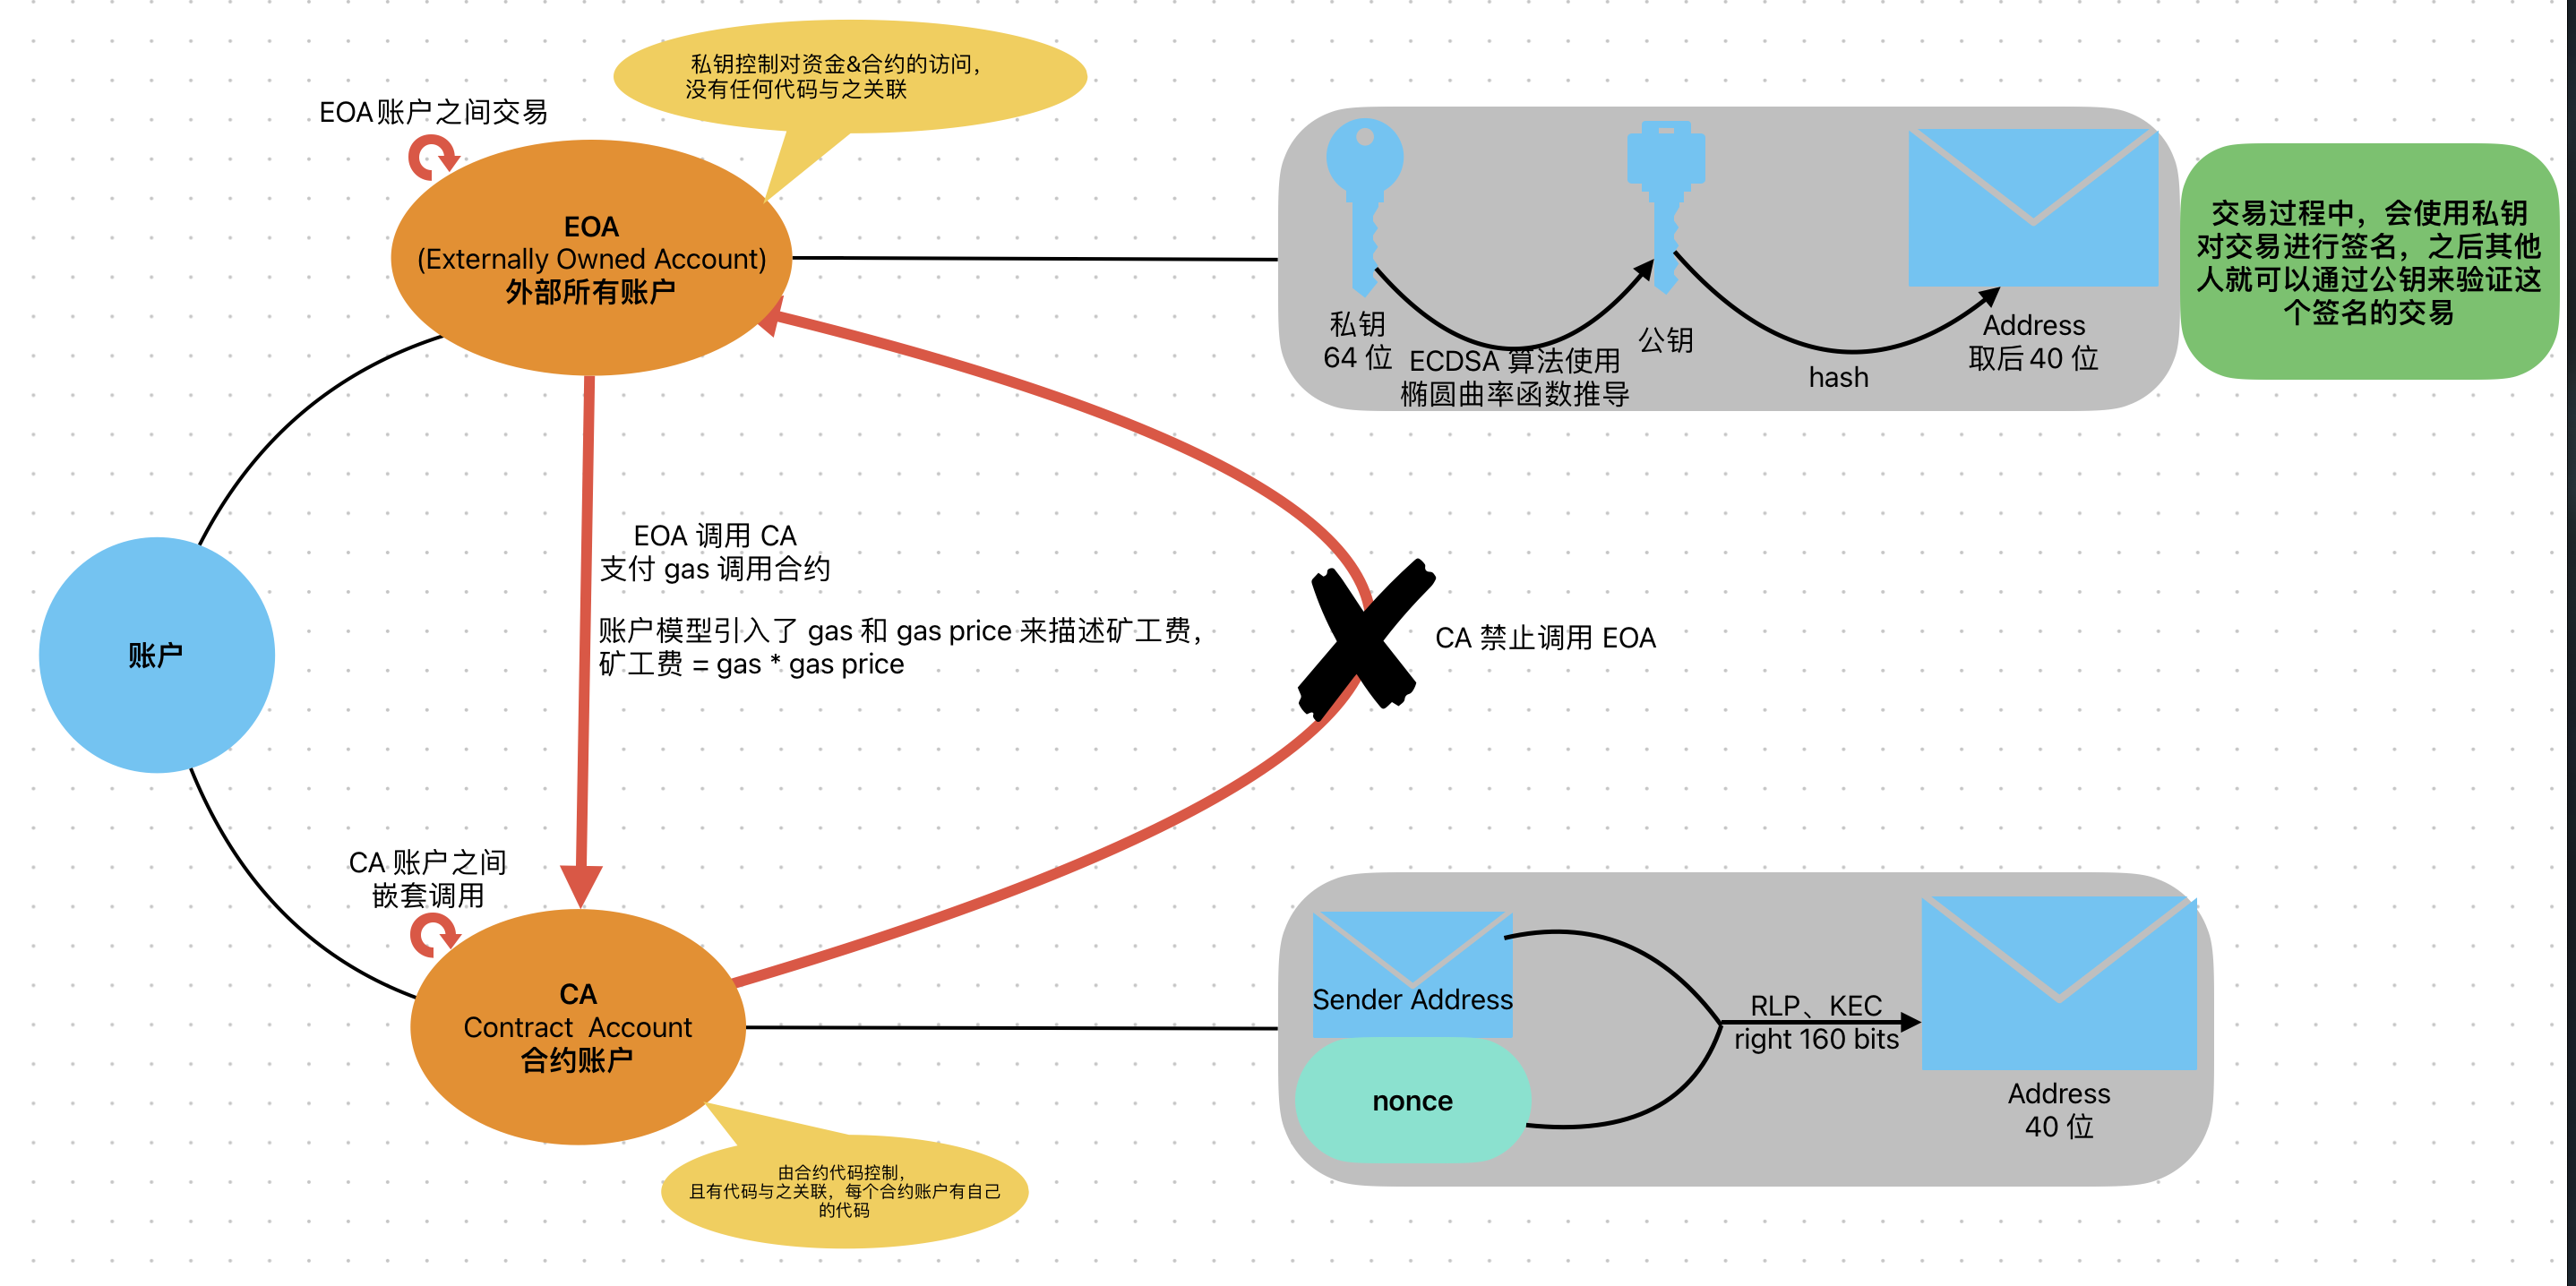 私钥控制对资金&合约的访问，
没有任何代码与之关联
EOA账户之间交易
EOA
(Externally Owned Account)
外部所有账户
私钥
64 位
ECDSA 算法使用
椭圆曲率函数推导
公钥
hash
Address
取后 40 位
交易过程中，会使用私钥
对交易进行签名，之后其他
人就可以通过公钥来验证这
个签名的交易
EOA 调用 CA
支付 gas 调用合约
账户模型引入了 gas 和 gas price 来描述矿工费，
矿工费 = gas * gas price
CA 禁止调用 EOA
账户
CA 账户之间
嵌套调用
CA
Contract Account
合约账户
Sender Address
nonce
RLP、KEC
right 160 bits
Address
40 位
由合约代码控制，
且有代码与之关联，每个合约账户有自己
的代码